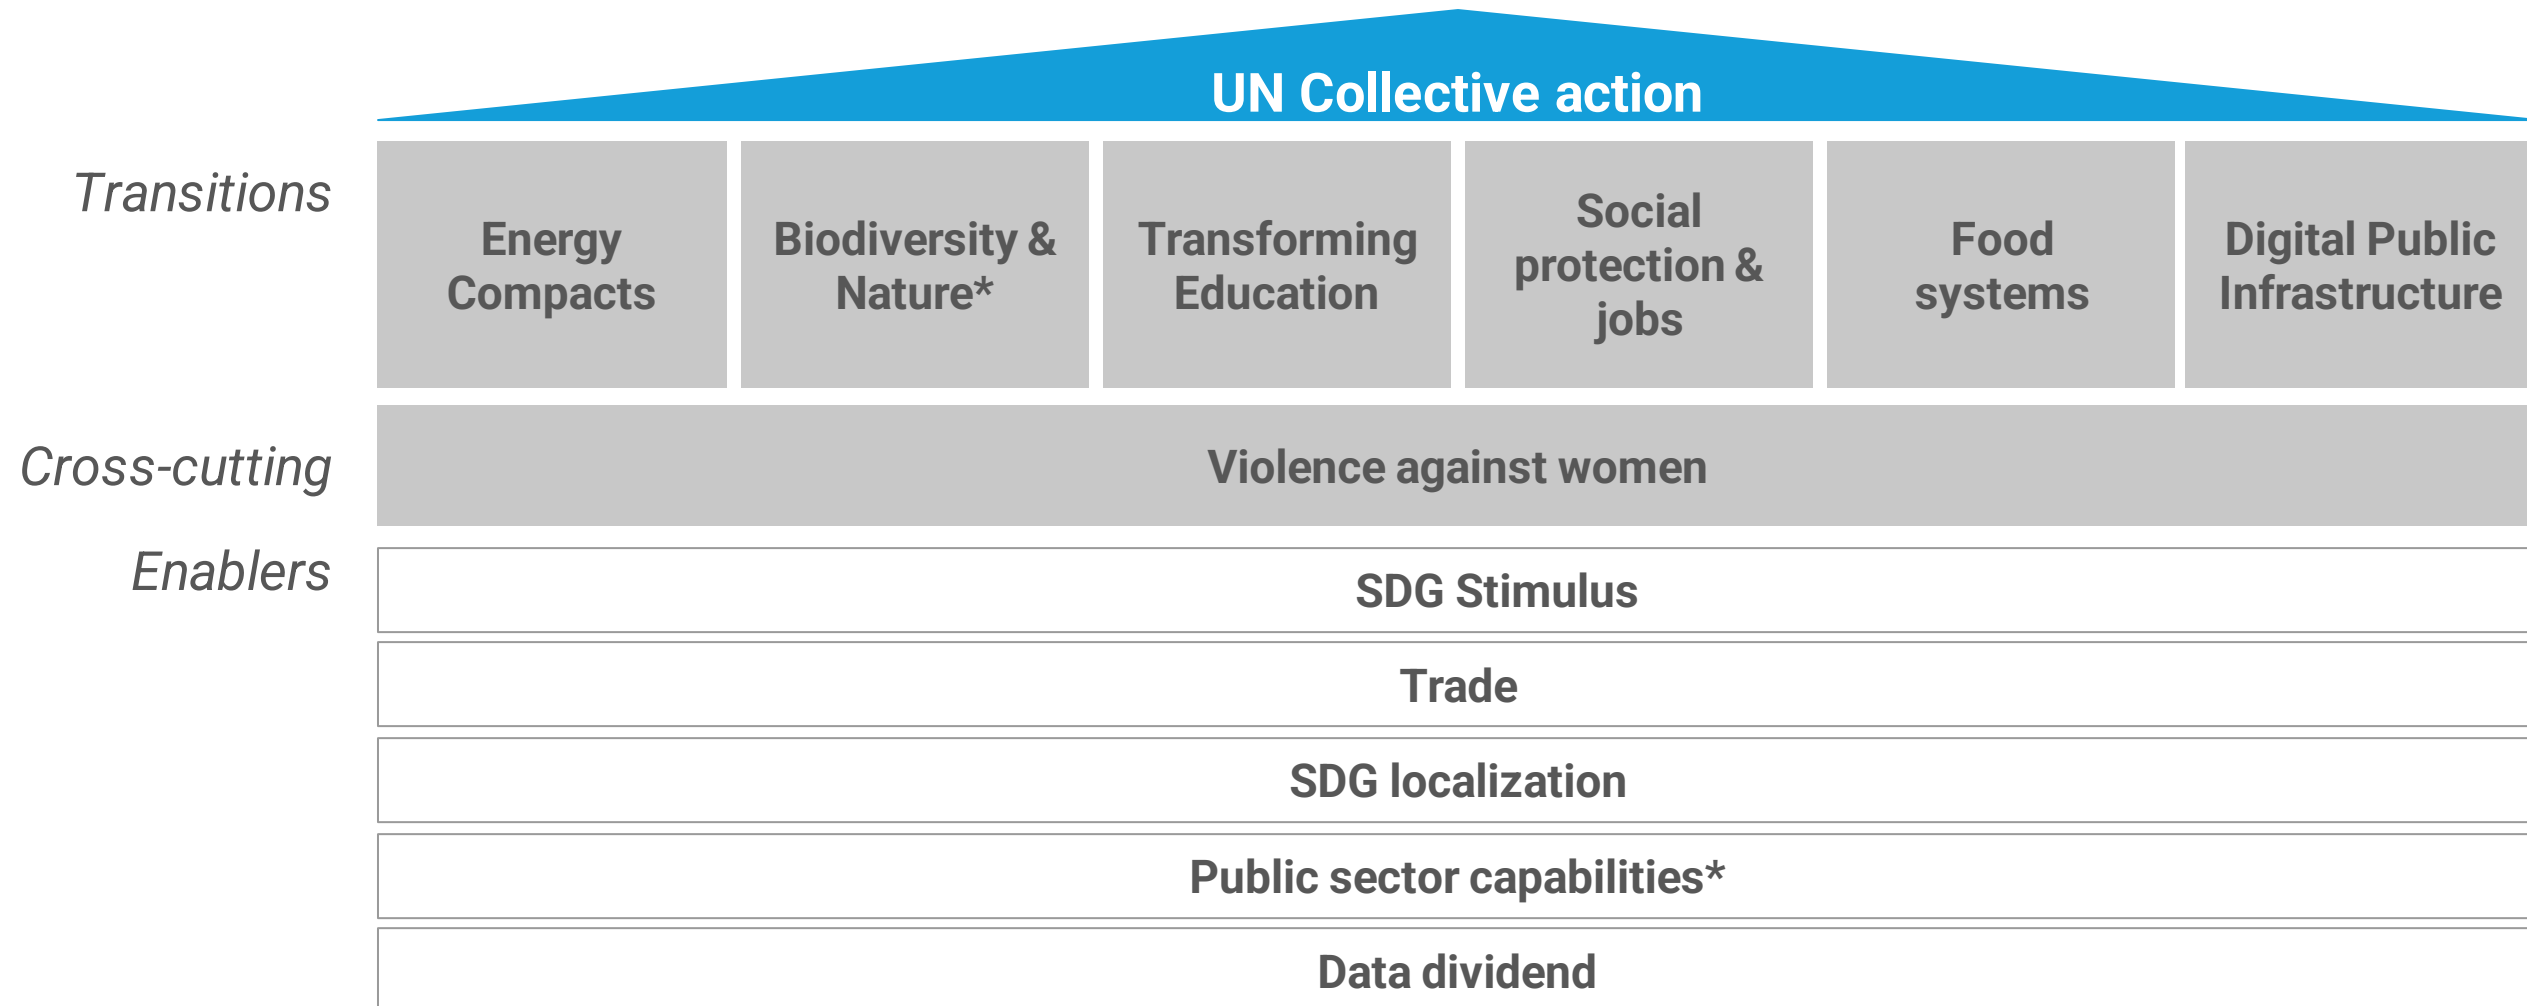 UN Collective action
Transitions
Energy
Compacts
Biodiversity &
Nature*
Transforming
Education
Social
protection &
jobs
Food
systems
Digital Public
Infrastructure
Cross-cutting
Violence against women
Enablers
SDG Stimulus
Trade
SDG localization
Public sector capabilities*
Data dividend